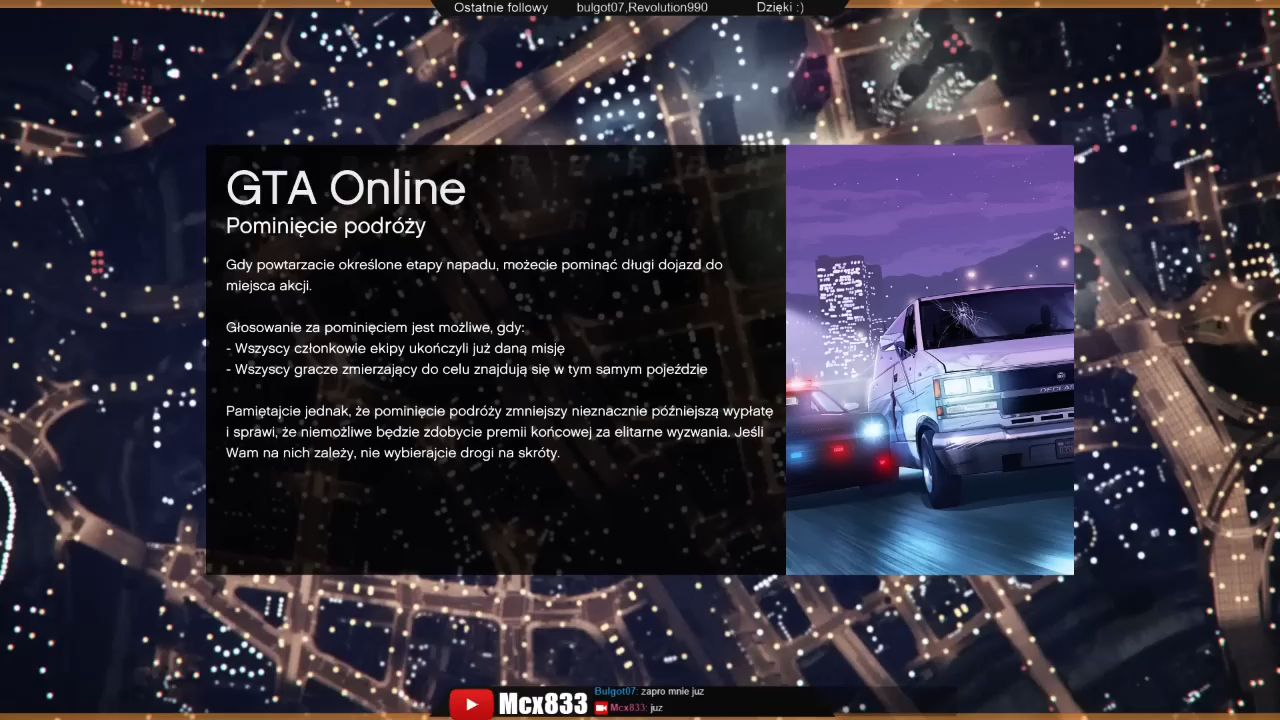 Ostatnie followy bulgot07,Revolution990 Dzięki :)
GTA Online
Pominięcie podróży
Gdy powtarzacie określone etapy napadu, możecie pominąć długi dojazd do
miejsca akcji.
Głosowanie za pominięciem jest możliwe, gdy:
- Wszyscy członkowie ekipy ukończyli już daną misję
- Wszyscy gracze zmierzający do celu znajdują się w tym samym pojeździe
Pamiętajcie jednak, że pominięcie podróży zmniejszy nieznacznie późniejszą wypłatę
i sprawi, że niemożliwe będzie zdobycie premii końcowej za elitarne wyzwania. Jeśli
Wam na nich zależy, nie wybierajcie drogi na skróty.
DECLAS
Mcx833
Bulgot07: zapro mnie juz
Mcx833: juz